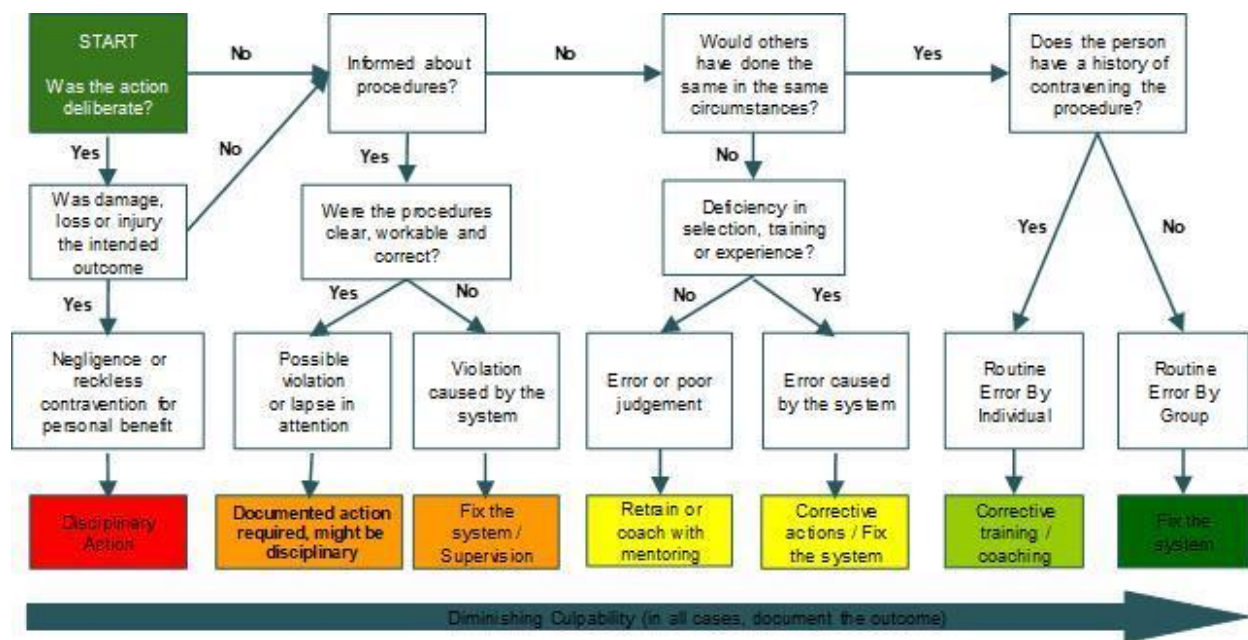 START
Was the action
deliberate?
No
Informed about
procedures?
No
Would others
have done the
same in the same
circumstances?
Yes
Does the person
have a history of
contravening the
procedure?
Yes
No
Yes
No
Was damage,
loss or injury
the intended
outcome
Were the procedures
clear, workable and
correct?
Deficiency in
selection, training
or experience?
Yes
No
Yes
Yes
No
No
Yes
Negligence or
reckless
contravention for
personal benefit
Possible
violation
or lapse in
attention
Violation
caused by the
system
Error or poor
judgement
Error caused
by the system
Routine
Error By
Individual
Routine
Error By
Group
Disciplinary
Action
Documented action
required, might be
disciplinary
Fix the
system /
Supervision
Retrain or
coach with
mentoring
Corrective
actions / Fix
the system
Corrective
training /
coaching
Fix the
system
Diminishing Culpability (in all cases, document the outcome)